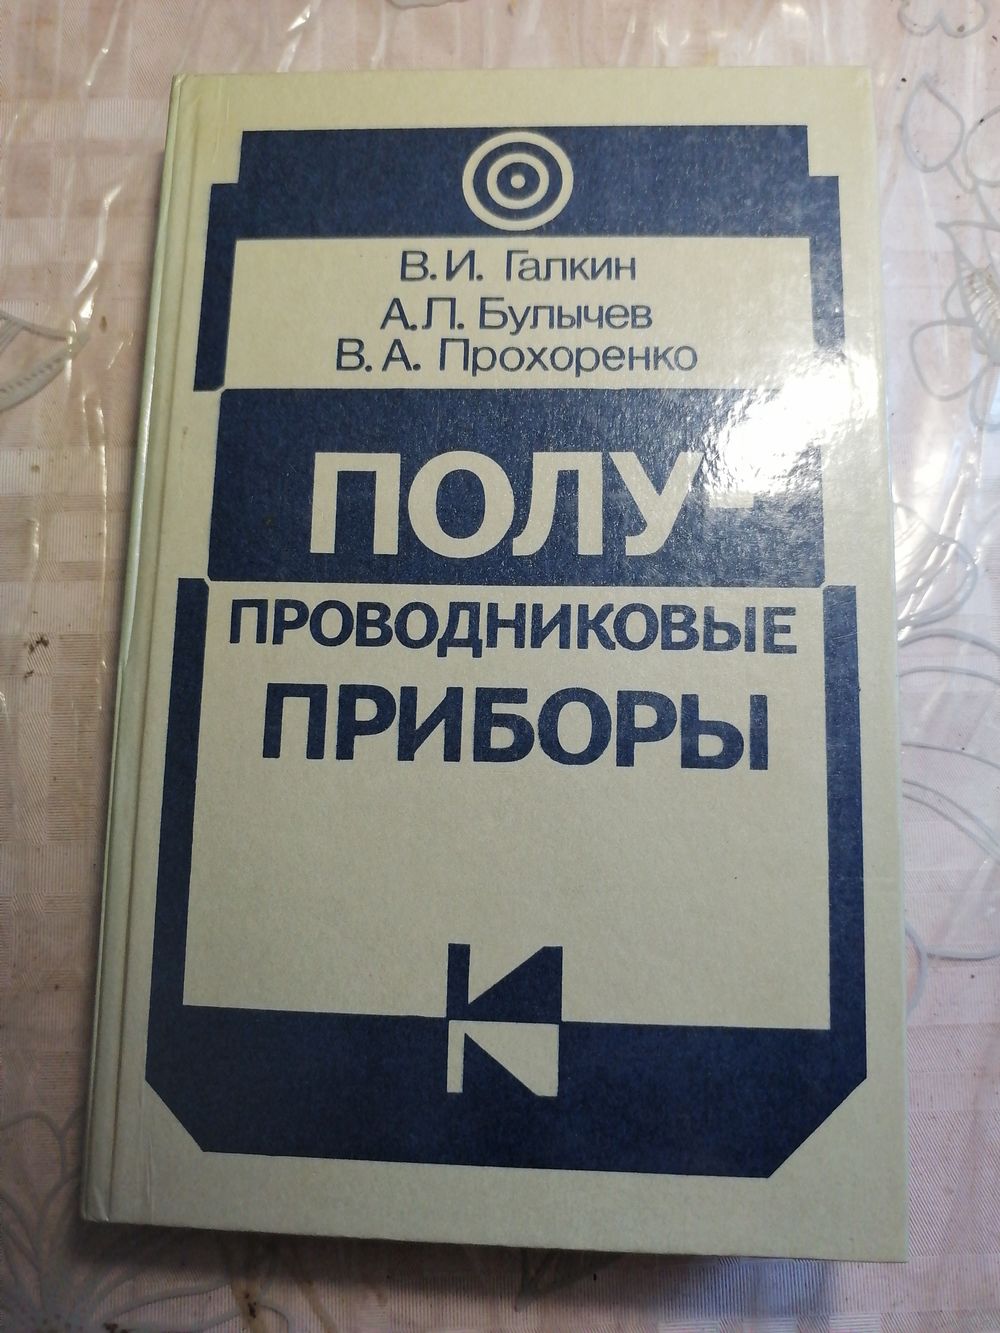 В.И. Галкин
А.Л. Булычев
В.А. Прохоренко
ПОЛУ-
ПРОВОДНИКОВЫЕ
ПРИБОРЫ